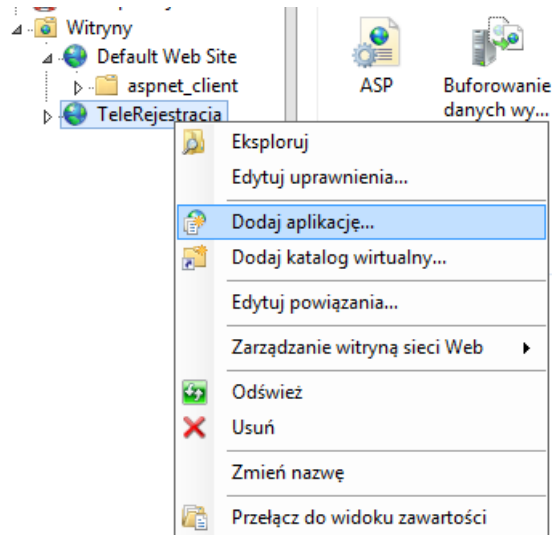 Witryny
Default Web Site
aspnet_client
TeleRejestracja
ASP
Buforowanie
danych wy...
Eksploruj
Edytuj uprawnienia...
Dodaj aplikację...
Dodaj katalog wirtualny...
Edytuj powiązania...
Zarządzanie witryną sieci Web
Odśwież
Usuń
Zmień nazwę
Przełącz do widoku zawartości